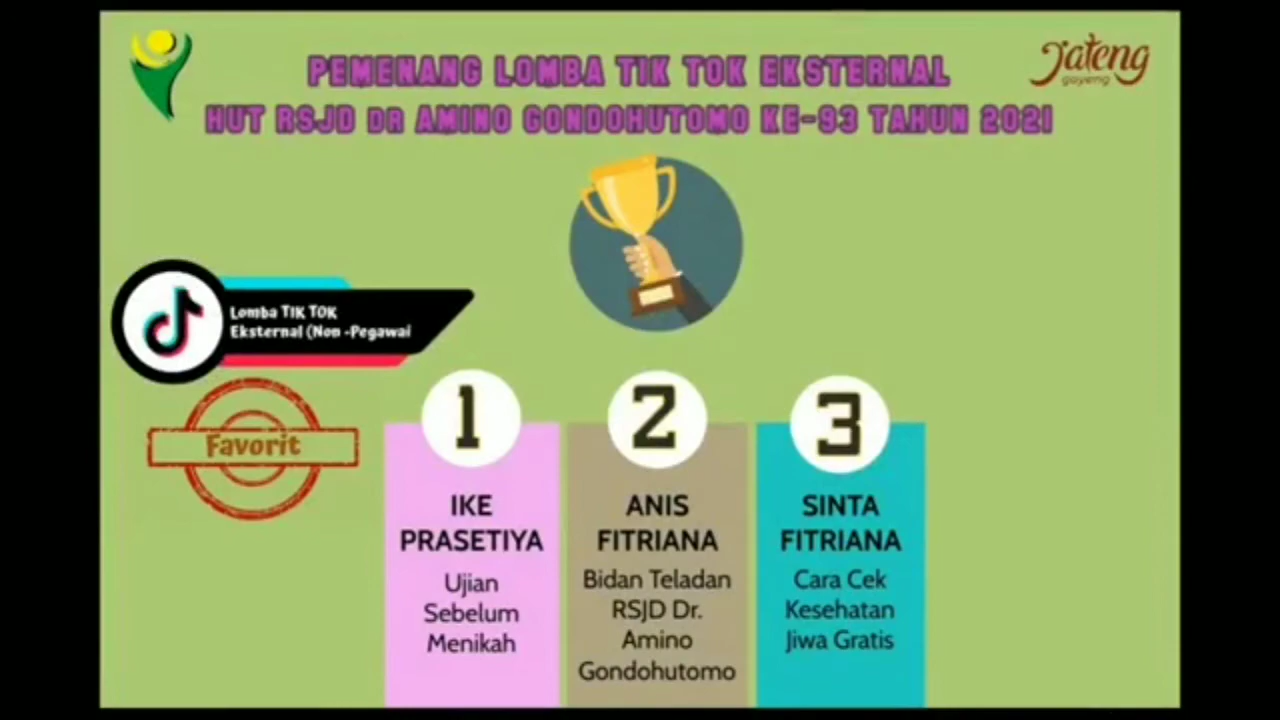 PEMENANG LOMBA TIK TOK EKSTERNAL
HUT RSJD DR AMINO GONDOHUTOMO KE-93 TAHUN 2021
Jateng
gayeng
Lomba TIK TOK
Eksternal (Non -Pegawai
Favorit
1
IKE
PRASETIYA
Ujian
Sebelum
Menikah
2
ANIS
FITRIANA
Bidan Teladan
RSJD Dr.
Amino
Gondohutomo
3
SINTA
FITRIANA
Cara Cek
Kesehatan
Jiwa Gratis